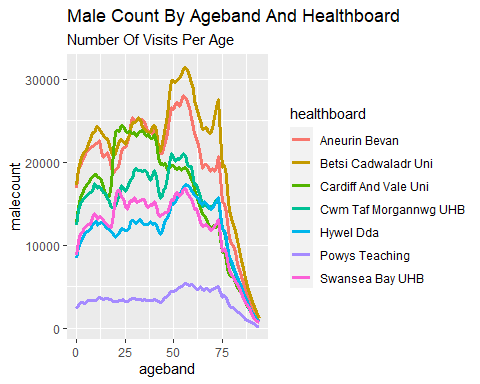 Male Count By Ageband And Healthboard
Number Of Visits Per Age
30000
20000
10000
0
malecount
0 25 50 75
ageband
healthboard
Aneurin Bevan
Betsi Cadwaladr Uni
Cardiff And Vale Uni
Cwm Taf Morgannwg UHB
Hywel Dda
Powys Teaching
Swansea Bay UHB